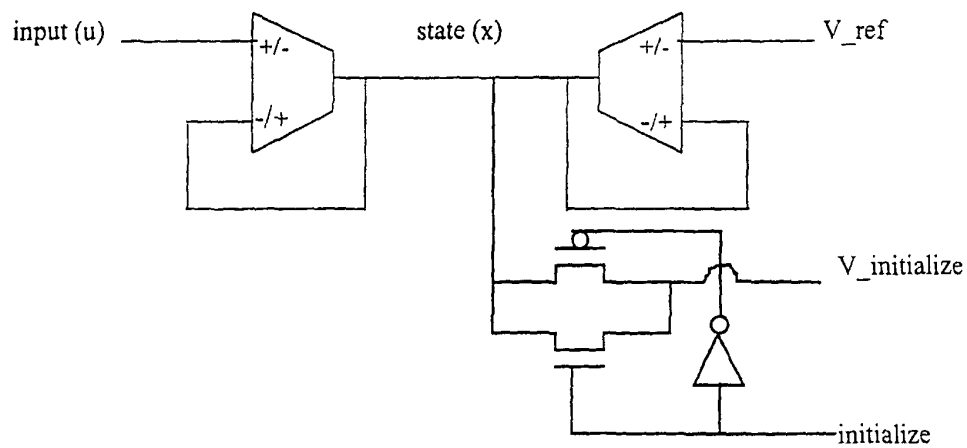 input (u)
state (x)
V_ref
+/-
+/-
-/+
-/+
V_initialize
initialize